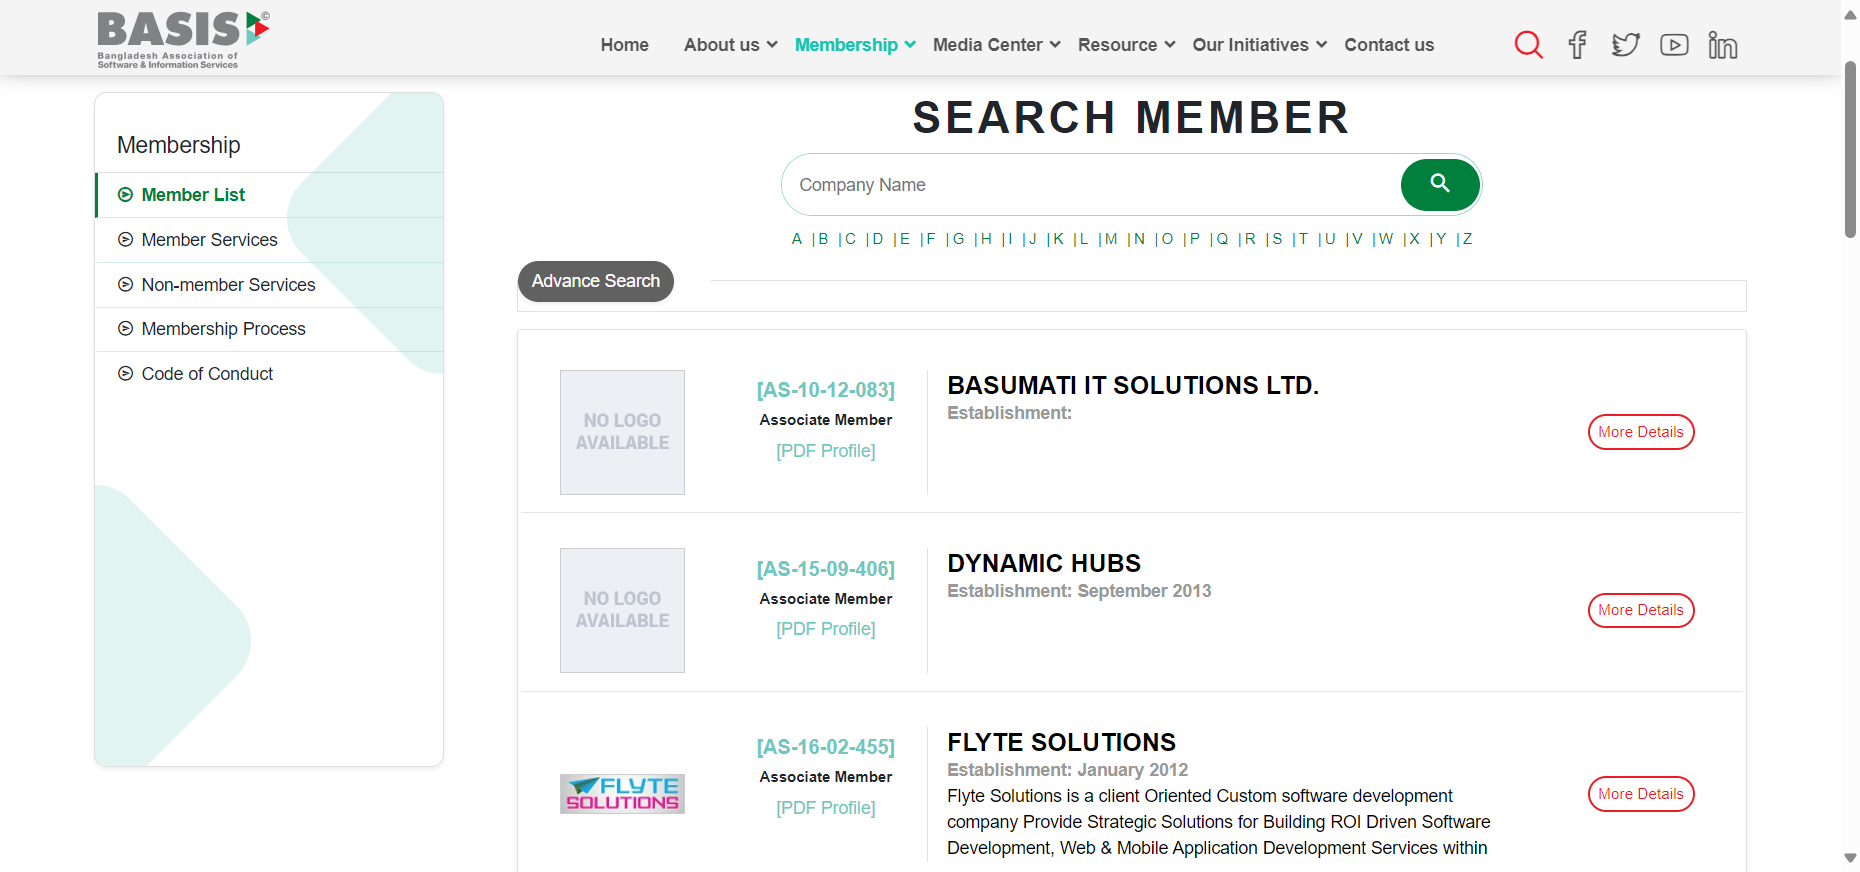 BASIS ©
Bangladesh Association of
Software & Information Services
Home
About us
Membership
Media Center
Resource
Our Initiatives
Contact us
Membership
Member List
Member Services
Non-member Services
Membership Process
Code of Conduct
SEARCH MEMBER
Company Name
A |B |C |D |E |F |G |H |I |J |K |L |M |N |O |P |Q |R |S |T |U |V |W |X |Y |Z
Advance Search
NO LOGO
AVAILABLE
[AS-10-12-083]
Associate Member
[PDF Profile]
BASUMATI IT SOLUTIONS LTD.
Establishment:
More Details
NO LOGO
AVAILABLE
[AS-15-09-406]
Associate Member
[PDF Profile]
DYNAMIC HUBS
Establishment: September 2013
More Details
FLYTE
SOLUTIONS
[AS-16-02-455]
Associate Member
[PDF Profile]
FLYTE SOLUTIONS
Establishment: January 2012
Flyte Solutions is a client Oriented Custom software development
company Provide Strategic Solutions for Building ROI Driven Software
Development, Web & Mobile Application Development Services within
More Details